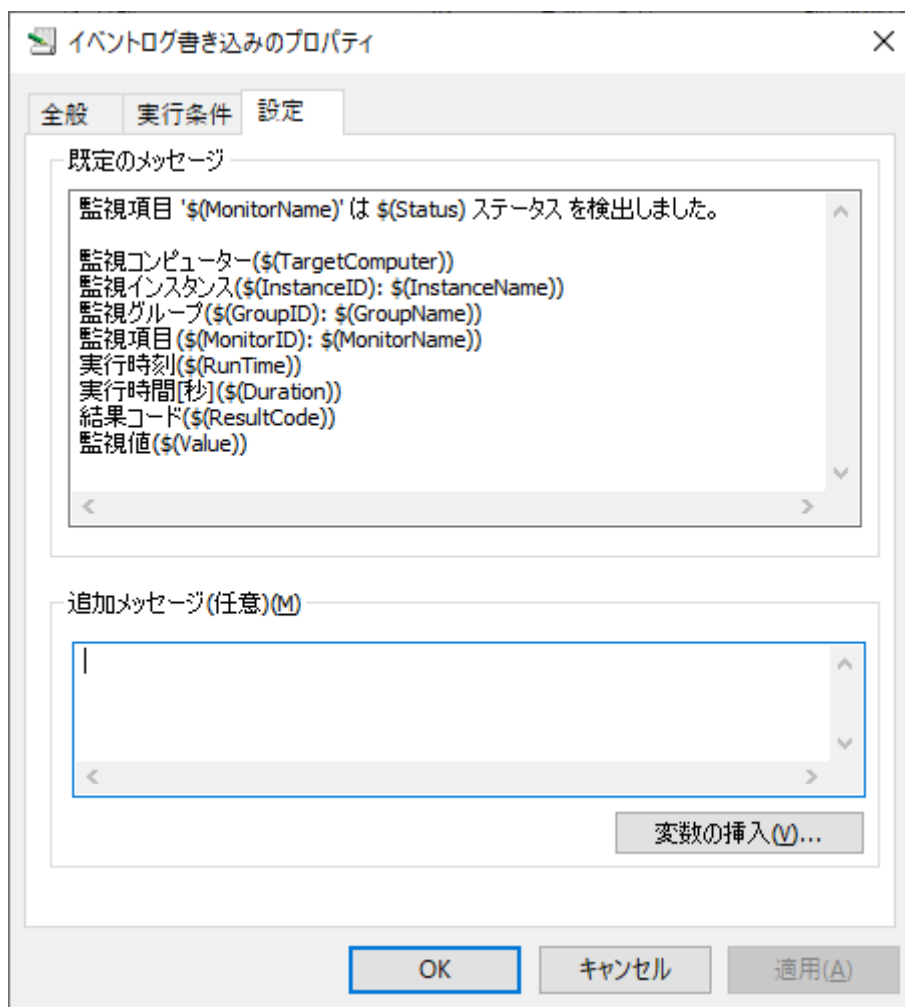 イベントログ書き込みのプロパティ
全般 実行条件 設定
既定のメッセージ
監視項目 '$(MonitorName)' は $(Status) ステータス を検出しました。
監視コンピューター($(TargetComputer))
監視インスタンス($(InstanceID): $(InstanceName))
監視グループ($(GroupID): $(GroupName))
監視項目($(MonitorID): $(MonitorName))
実行時刻($(RunTime))
実行時間[秒]($(Duration))
結果コード($(ResultCode))
監視値($(Value))
追加メッセージ(任意)(M)
変数の挿入(V)...
OK キャンセル 適用(A)